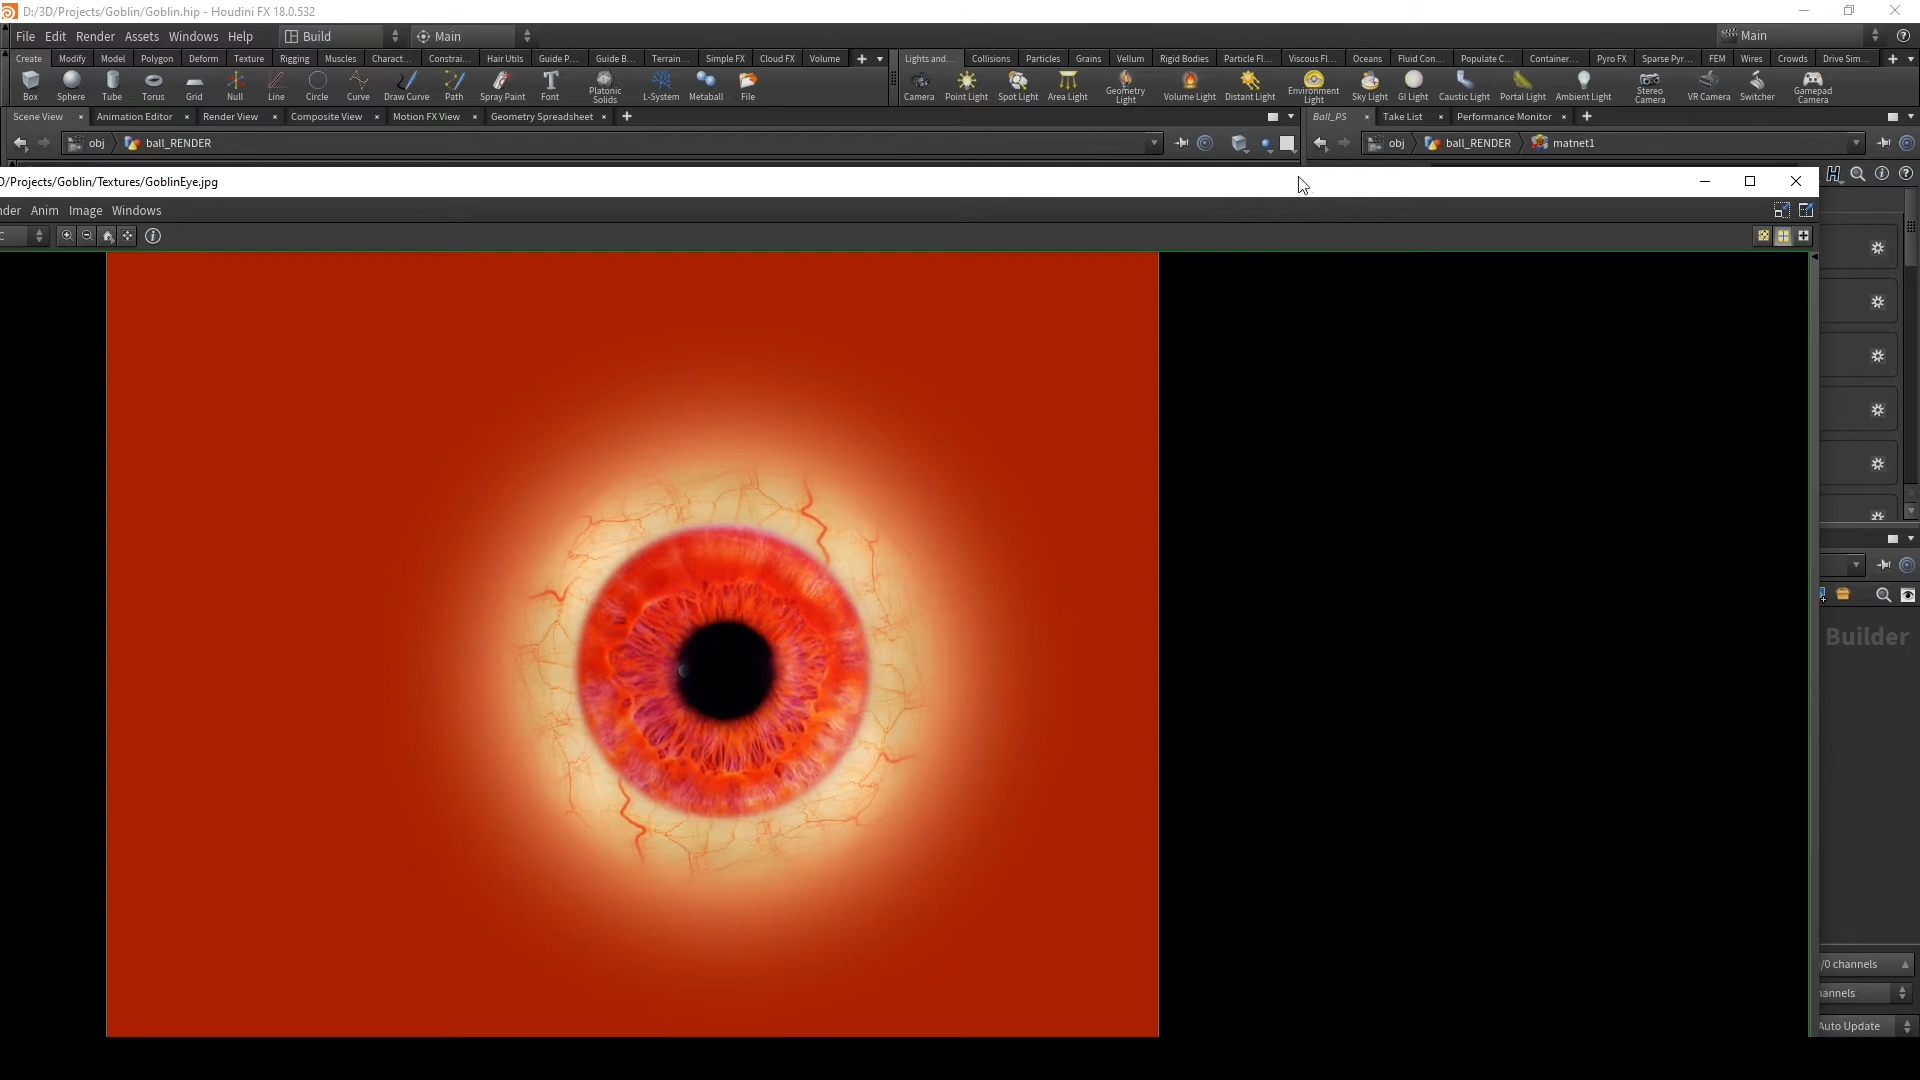 D:/3D/Projects/Goblin/Goblin.hip - Houdini FX 18.0.532
File Edit Render Assets Windows Help Build Main Main
Create Modify Model Polygon Deform Texture Rigging Muscles Charact... Constrai... Hair Utils Guide P... Guide B... Terrain... Simple FX Cloud FX Volume Lights and... Collisions Particles Grains Vellum Rigid Bodies Particle Fl... Viscous Fl... Oceans Fluid Con... Populate C... Container... Pyro FX Sparse Pyr... FEM Wires Crowds Drive Sim...
Box Sphere Tube Torus Grid Null Line Circle Curve Draw Curve Path Spray Paint Font Platonic Solids L-System Metaball File Camera Point Light Spot Light Area Light Geometry Light Volume Light Distant Light Environment Light Sky Light GI Light Caustic Light Portal Light Ambient Light Stereo Camera VR Camera Switcher Gamepad Camera
Scene View Animation Editor Render View Composite View Motion FX View Geometry Spreadsheet Ball_PS Take List Performance Monitor
obj ball_RENDER obj ball_RENDER matnet1
D/Projects/Goblin/Textures/GoblinEye.jpg
nder Anim Image Windows
C
Builder
/0 channels
hannels
Auto Update